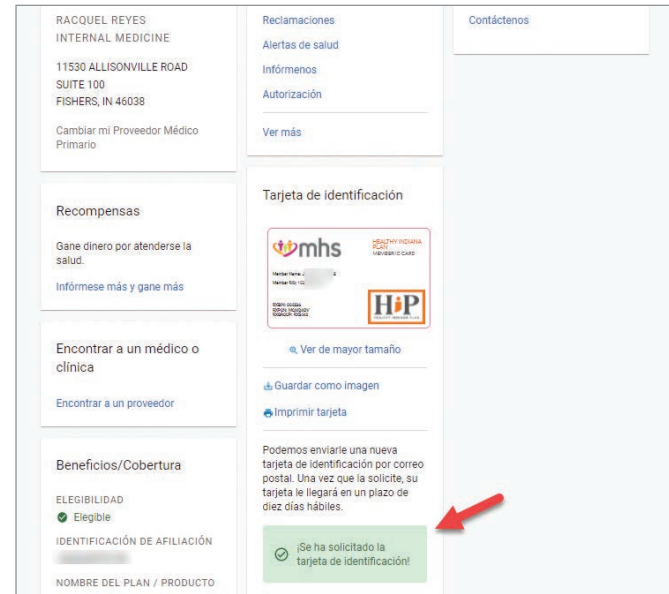 RACQUEL REYES
INTERNAL MEDICINE
11530 ALLISONVILLE ROAD
SUITE 100
FISHERS, IN 46038
Cambiar mi Proveedor Médico
Primario
Recompensas
Gane dinero por atenderse la
salud.
Infórmese más y gane más
Encontrar a un médico o
clínica
Encontrar a un proveedor
Beneficios/Cobertura
ELEGIBILIDAD
Elegible
IDENTIFICACIÓN DE AFILIACIÓN
NOMBRE DEL PLAN / PRODUCTO
Reclamaciones
Alertas de salud
Infórmenos
Autorización
Ver más
Tarjeta de identificación
mhs
HEALTHY INDIANA
PLAN
MEMBER ID CARD
Member Name:
HIP
Ver de mayor tamaño
Guardar como imagen
Imprimir tarjeta
Podemos enviarle una nueva
tarjeta de identificación por correo
postal. Una vez que la solicite, su
tarjeta le llegará en un plazo de
diez días hábiles.
¡Se ha solicitado la
tarjeta de identificación!
Contáctenos